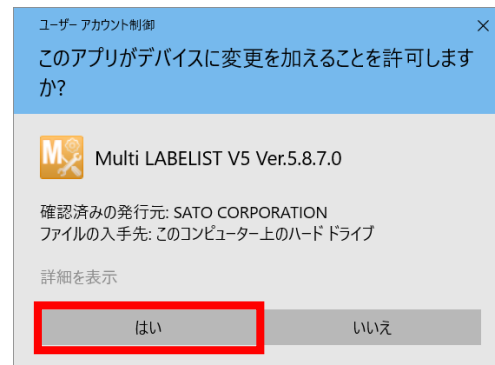 ユーザー アカウント制御
このアプリがデバイスに変更を加えることを許可します
か?
Multi LABELIST V5 Ver.5.8.7.0
確認済みの発行元: SATO CORPORATION
ファイルの入手先: このコンピューター上のハード ドライブ
詳細を表示
はい
いいえ